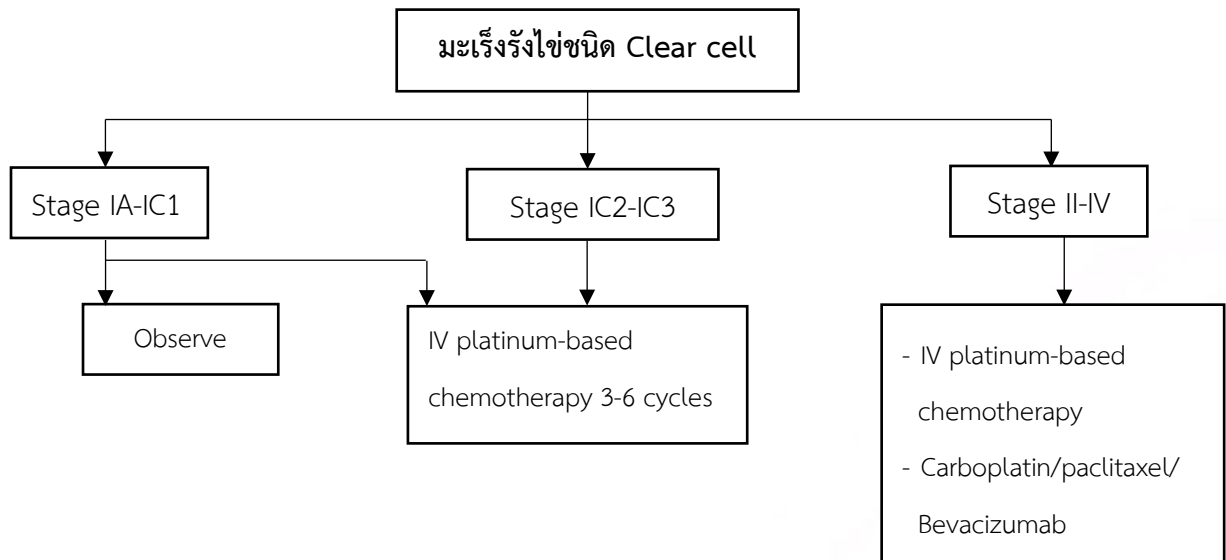 มะเร็งรังไข่ชนิด Clear cell
Stage IA-IC1
Stage IC2-IC3
Stage II-IV
Observe
IV platinum-based
chemotherapy 3-6 cycles
- IV platinum-based
chemotherapy
- Carboplatin/paclitaxel/
Bevacizumab